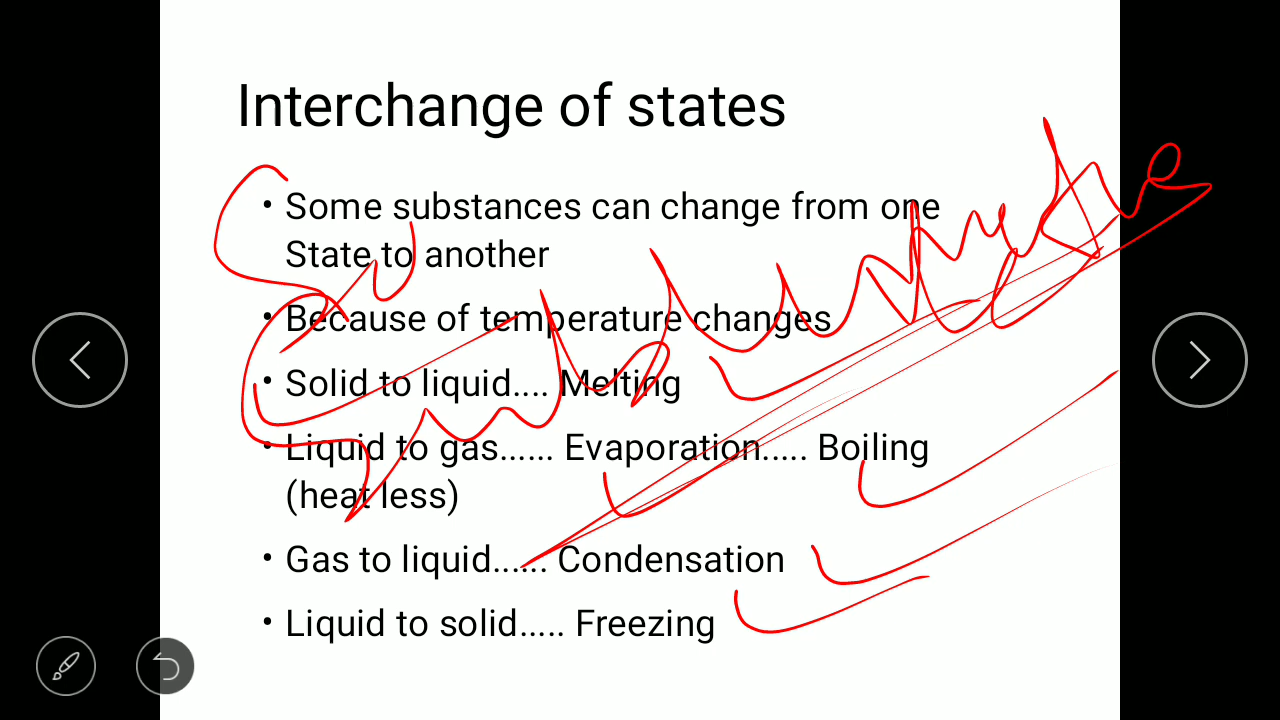 Interchange of states
• Some substances can change from one
State to another
• Because of temperature changes
• Solid to liquid.... Melting
• Liquid to gas...... Evaporation..... Boiling
(heat less)
• Gas to liquid...... Condensation
• Liquid to solid..... Freezing